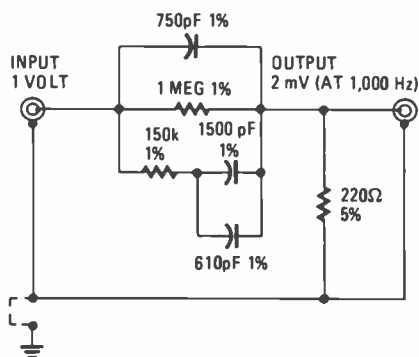 750pF 1%
INPUT
1 VOLT
OUTPUT
2 mV (AT 1,000 Hz)
1 MEG 1%
150k
1%
1500 pF
1%
220Ω
5%
610pF 1%